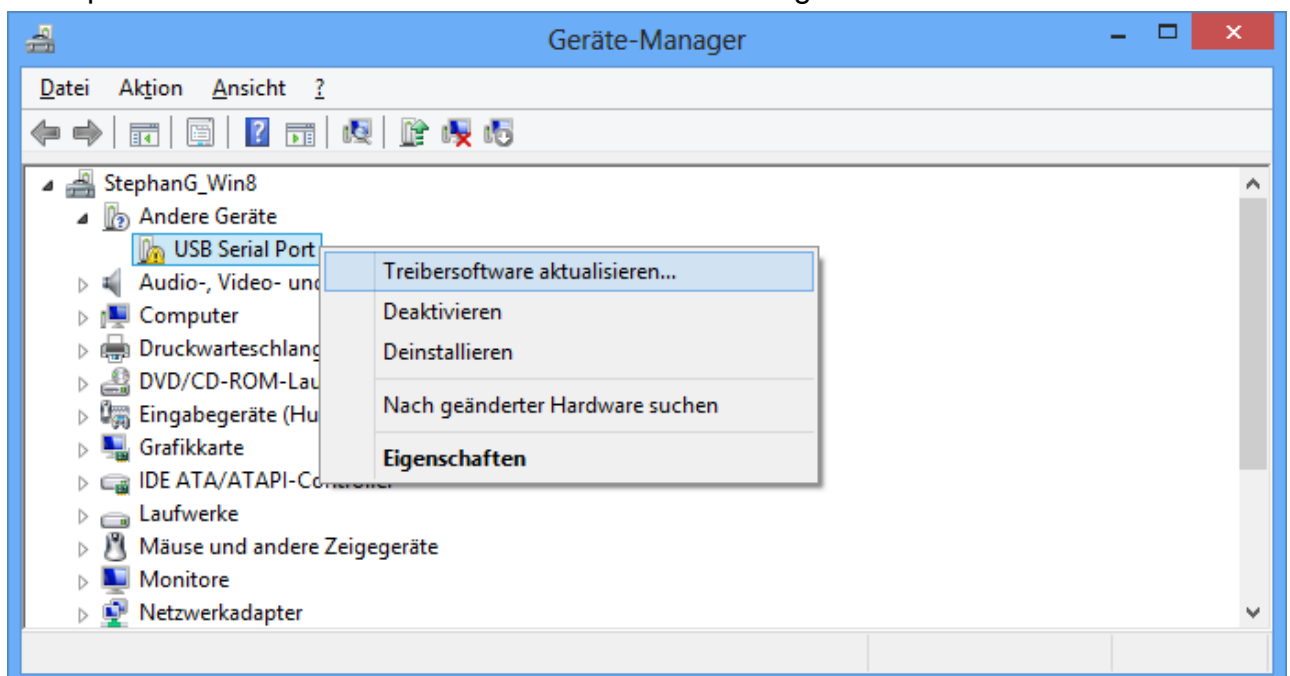 Geräte-Manager
Datei Aktion Ansicht ?
StephanG_Win8
Andere Geräte
USB Serial Port
Treibersoftware aktualisieren...
Audio-, Video- und
Deaktivieren
Computer
Druckwarteschlang
Deinstallieren
DVD/CD-ROM-Lau
Nach geänderter Hardware suchen
Eingabegeräte (Hu
Grafikkarte
Eigenschaften
IDE ATA/ATAPI-Controller
Laufwerke
Mäuse und andere Zeigegeräte
Monitore
Netzwerkadapter